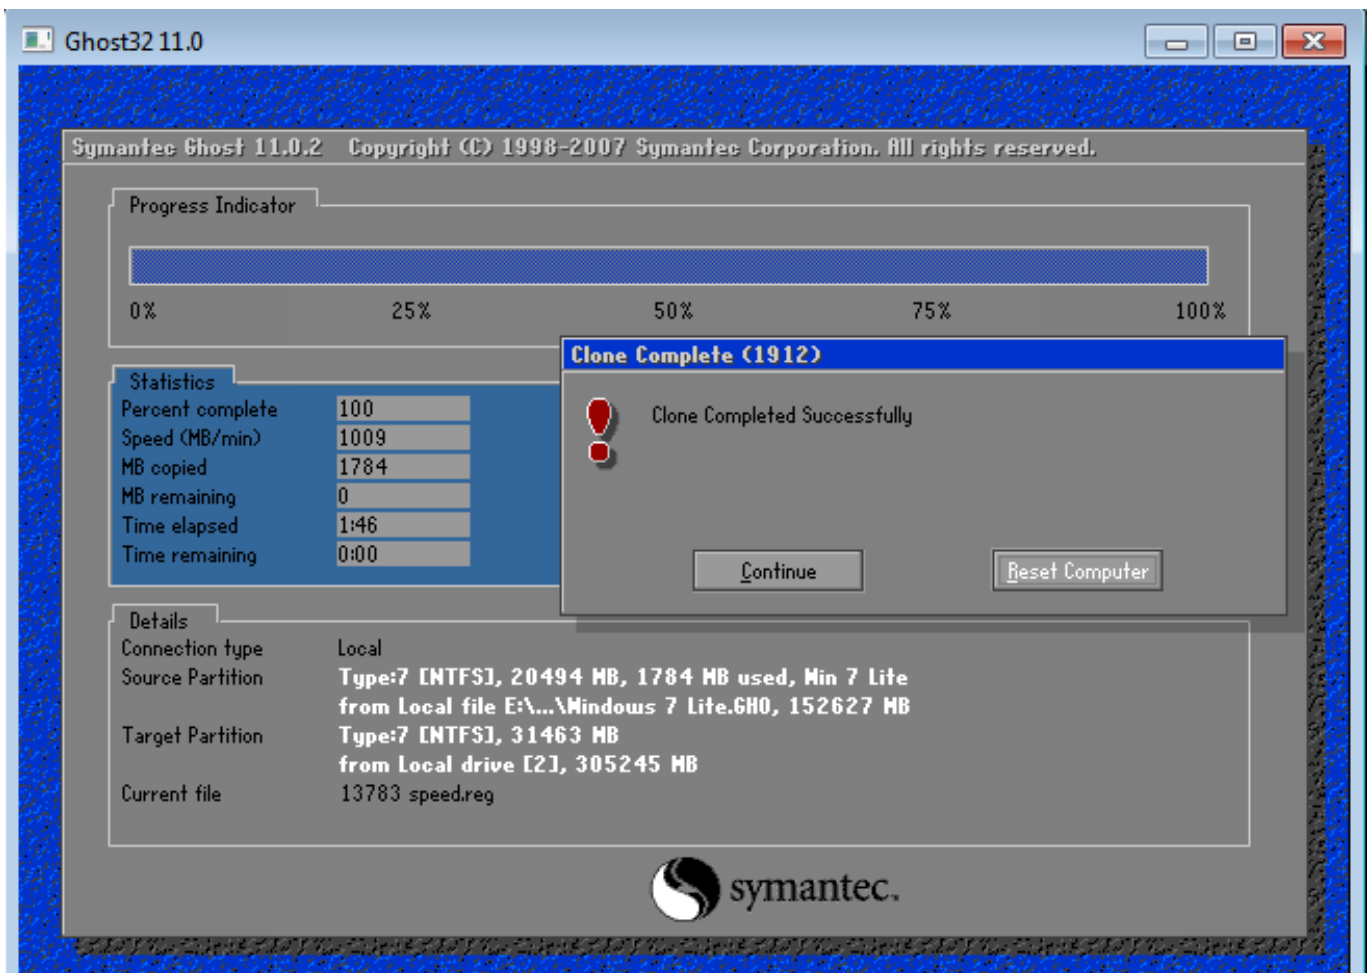 Ghost32 11.0
Symantec Ghost 11.0.2   Copyright (C) 1998-2007 Symantec Corporation. All rights reserved.
Progress Indicator
0% 25% 50% 75% 100%
Clone Complete (1912)
Clone Completed Successfully
Continue Reset Computer
Statistics
Percent complete 100
Speed (MB/min) 1009
MB copied 1784
MB remaining 0
Time elapsed 1:46
Time remaining 0:00
Details
Connection type Local
Source Partition Type:7 [NTFS], 20494 MB, 1784 MB used, Win 7 Lite
from Local file E:\...\Windows 7 Lite.GHO, 152627 MB
Target Partition Type:7 [NTFS], 31463 MB
from Local drive [2], 305245 MB
Current file 13783 speed.reg
symantec.